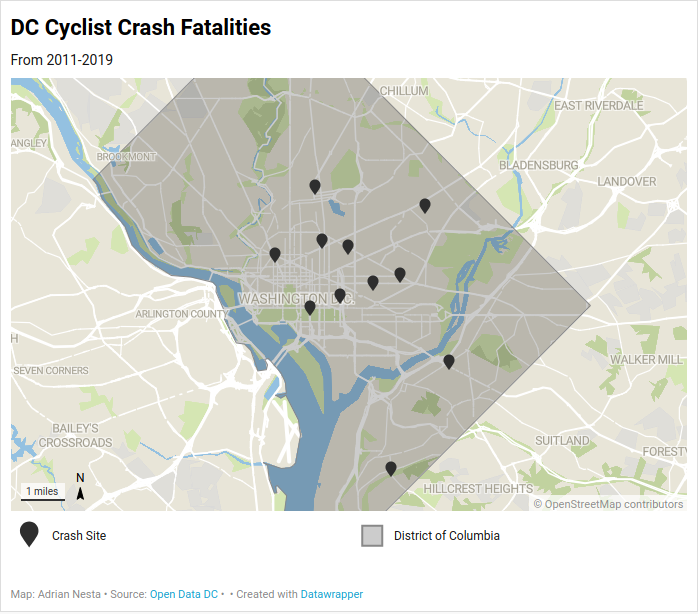 DC Cyclist Crash Fatalities
From 2011-2019
CHILLUM
EAST RIVERDALE
ANGLEY
BROOKMONT
BLADENSBURG
LANDOVER
WASHINGTON D.C.
ARLINGTON COUNTY
H
SEVEN CORNERS
WALKER MILL
BAILEY'S
CROSSROADS
SUITLAND
FORESTV
HILLCREST HEIGHTS
N
1 miles
© OpenStreetMap contributors
Crash Site
District of Columbia
Map: Adrian Nesta • Source: Open Data DC • • Created with Datawrapper